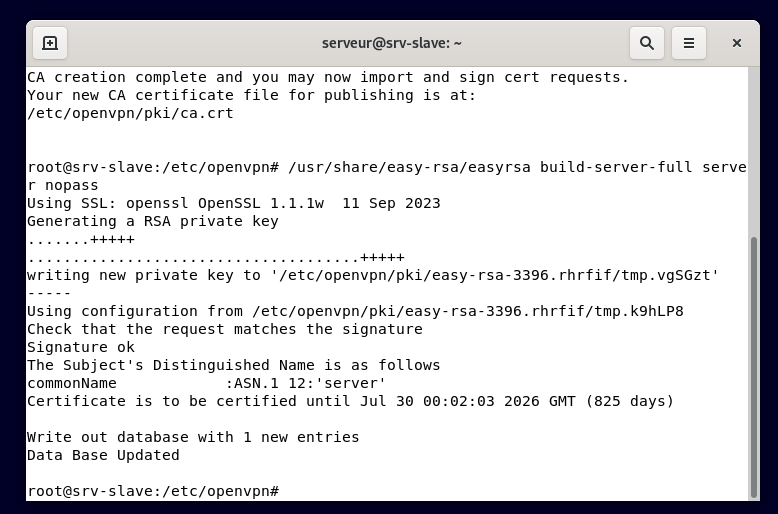 serveur@srv-slave: ~
CA creation complete and you may now import and sign cert requests.
Your new CA certificate file for publishing is at:
/etc/openvpn/pki/ca.crt
root@srv-slave:/etc/openvpn# /usr/share/easy-rsa/easyrsa build-server-full serve
r nopass
Using SSL: openssl OpenSSL 1.1.1w  11 Sep 2023
Generating a RSA private key
.......+++++
.....................................+++++
writing new private key to '/etc/openvpn/pki/easy-rsa-3396.rhrfif/tmp.vgSGzt'
-----
Using configuration from /etc/openvpn/pki/easy-rsa-3396.rhrfif/tmp.k9hLP8
Check that the request matches the signature
Signature ok
The Subject's Distinguished Name is as follows
commonName            :ASN.1 12:'server'
Certificate is to be certified until Jul 30 00:02:03 2026 GMT (825 days)
Write out database with 1 new entries
Data Base Updated
root@srv-slave:/etc/openvpn#